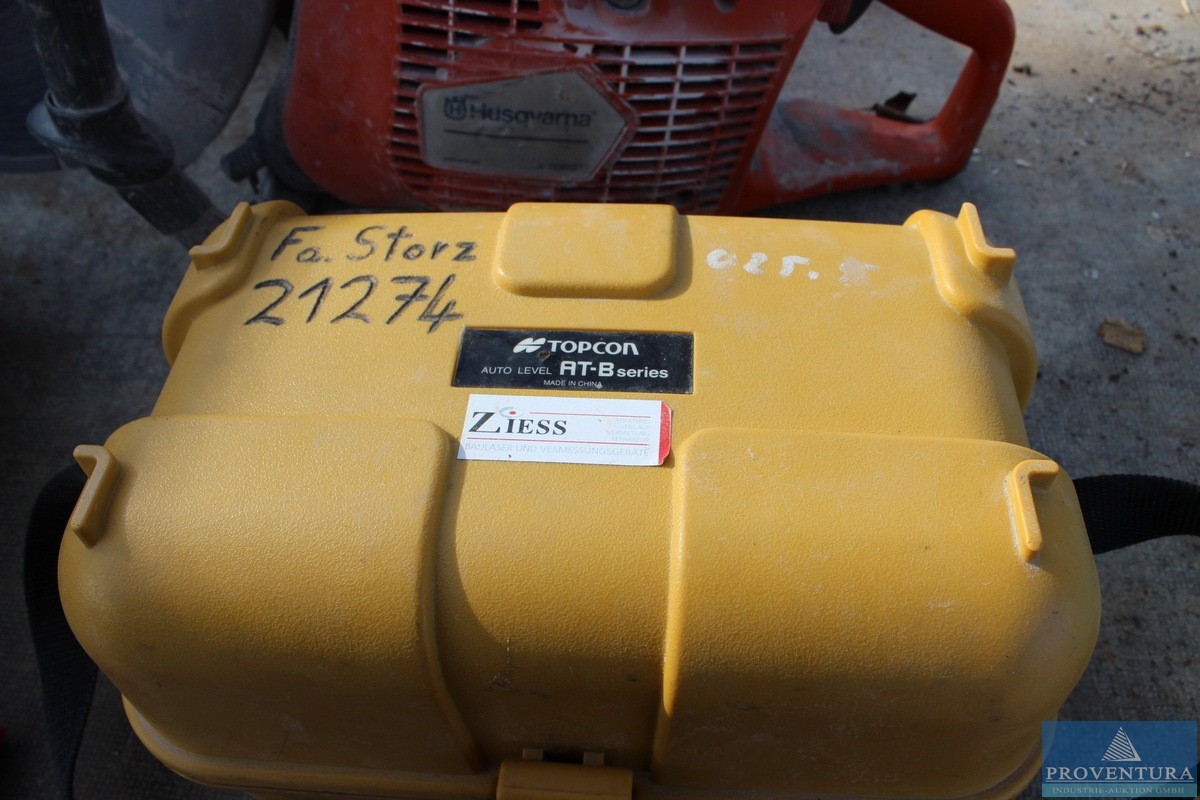 Husqvarna
Fa. Storz
21274
TOPCON
AUTO LEVEL AT-B series
MADE IN CHINA
ZIESS
BAULASER UND VERMESSUNGSGERÄTE
PROVENTURA
INDUSTRIE-AUKTION GMBH